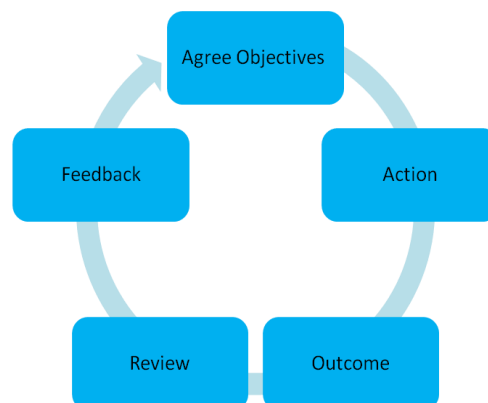 Agree Objectives
Action
Outcome
Review
Feedback